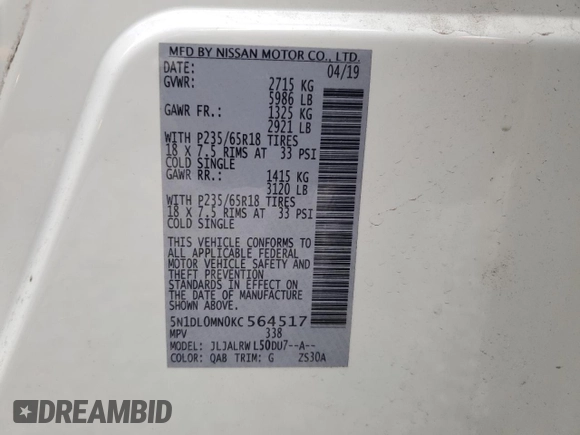 MFD BY NISSAN MOTOR CO., LTD.
DATE: 04/19
GVWR: 2715 KG
5986 LB
GAWR FR.: 1325 KG
2921 LB
WITH P235/65R18 TIRES
18 X 7.5 RIMS AT 33 PSI
COLD SINGLE
GAWR RR.: 1415 KG
3120 LB
WITH P235/65R18 TIRES
18 X 7.5 RIMS AT 33 PSI
COLD SINGLE
THIS VEHICLE CONFORMS TO
ALL APPLICABLE FEDERAL
MOTOR VEHICLE SAFETY AND
THEFT PREVENTION
STANDARDS IN EFFECT ON
THE DATE OF MANUFACTURE
SHOWN ABOVE.
5N1DL0MN0KC564517
MPV 338
MODEL: JLJALRWL50DU7--A--
COLOR: QAB TRIM: G ZS30A
DREAMBID